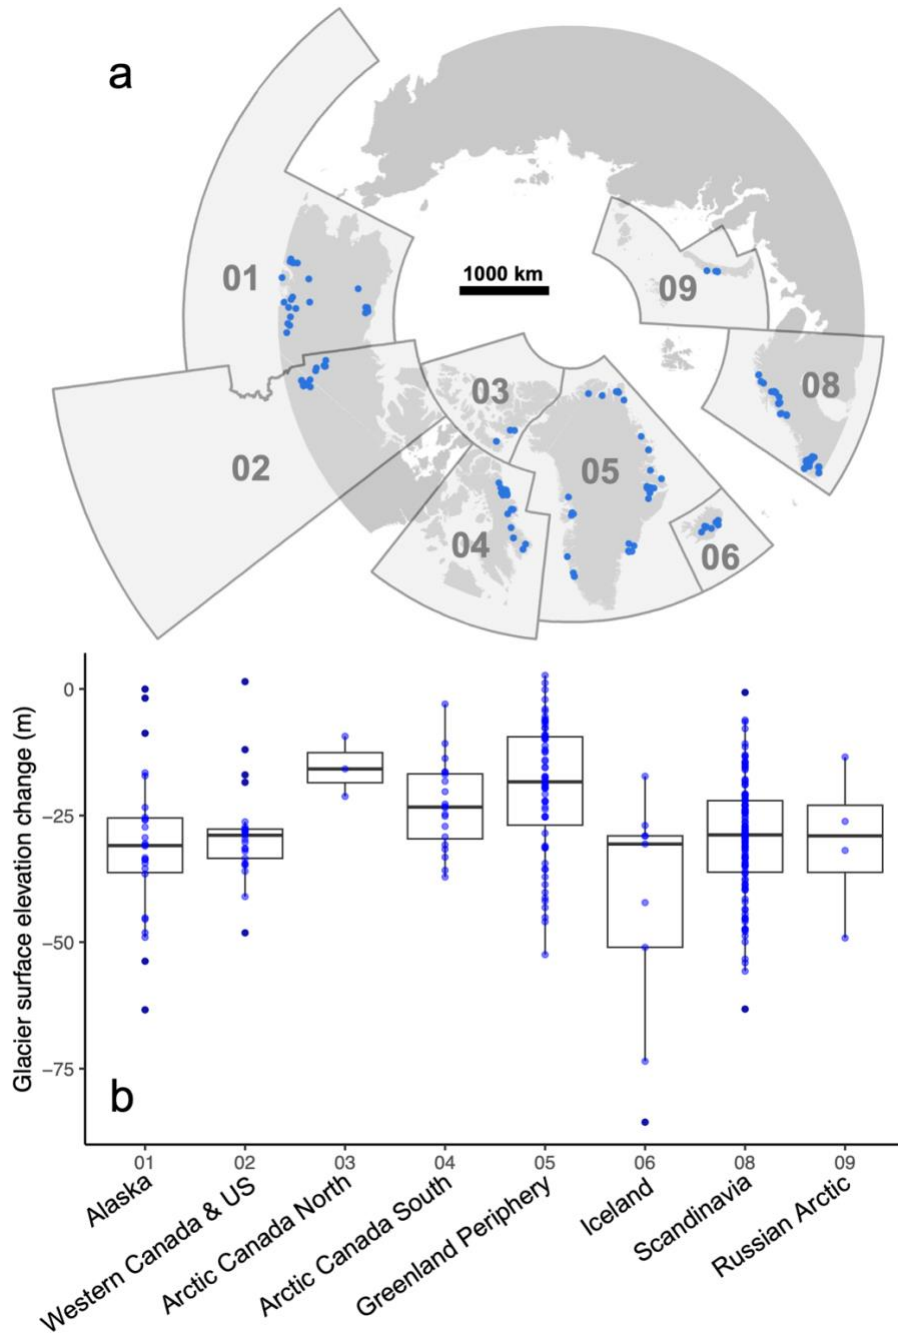 a
01
1000 km
09
03
08
02
05
04
06
Glacier surface elevation change (m)
0
−25
−50
−75
b
01 02 03 04 05 06 08 09
Alaska
Western Canada & US
Arctic Canada North
Arctic Canada South
Greenland Periphery
Iceland
Scandinavia
Russian Arctic